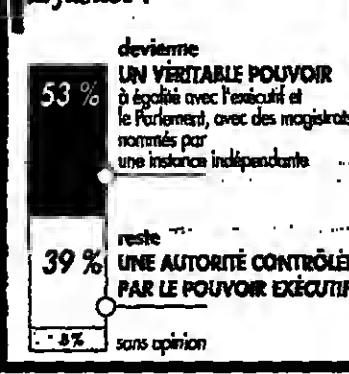 devienne
53 %
UN VÉRITABLE POUVOIR
à égalité avec l'exécutif et
le Parlement, avec des magistrats
nommés par
une instance indépendante
reste
39 %
UNE AUTORITÉ CONTRÔLÉE
PAR LE POUVOIR EXÉCUTIF
8%
sans opinion